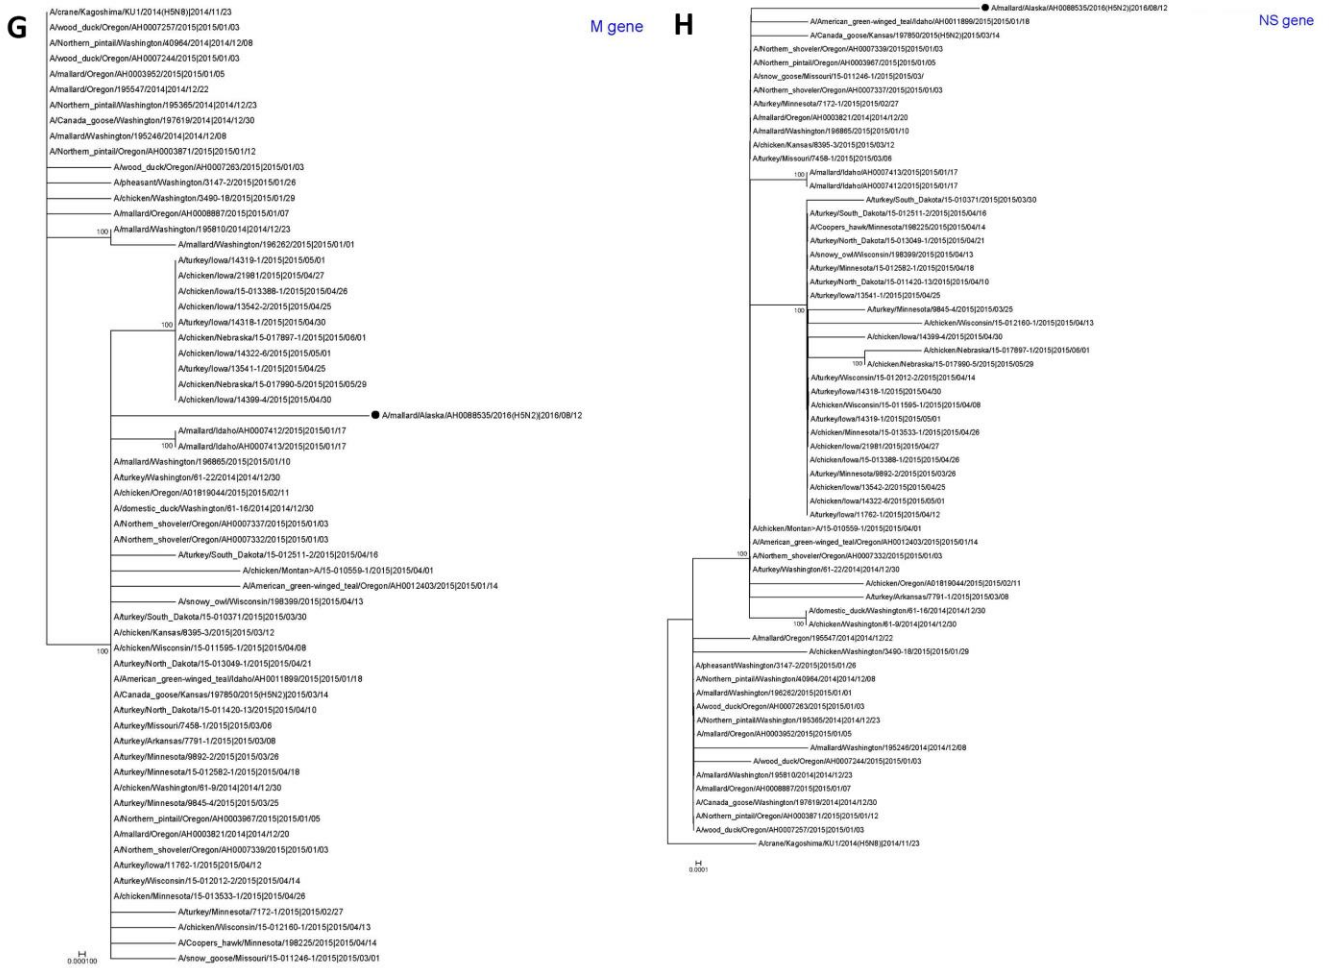 G
M gene
A/crane/Kagoshima/KU1/2014(H5N8)|2014/11/23
A/wood_duck/Oregon/AH0007257/2015|2015/01/03
A/Northern_pintail/Washington/40964/2014|2014/12/08
A/wood_duck/Oregon/AH0007244/2015|2015/01/03
A/mallard/Oregon/AH0003952/2015|2015/01/05
A/mallard/Oregon/195547/2014|2014/12/22
A/Northern_pintail/Washington/195365/2014|2014/12/23
A/Canada_goose/Washington/197619/2014|2014/12/30
A/mallard/Washington/195246/2014|2014/12/08
A/Northern_pintail/Oregon/AH0003871/2015|2015/01/12
A/wood_duck/Oregon/AH0007263/2015|2015/01/03
A/pheasant/Washington/3147-2/2015|2015/01/26
A/chicken/Washington/3490-18/2015|2015/01/29
A/mallard/Oregon/AH0008887/2015|2015/01/07
A/mallard/Washington/195810/2014|2014/12/23
100
A/mallard/Washington/196262/2015|2015/01/01
A/turkey/Iowa/14319-1/2015|2015/05/01
A/chicken/Iowa/21981/2015|2015/04/27
A/chicken/Iowa/15-013388-1/2015|2015/04/26
A/chicken/Iowa/13542-2/2015|2015/04/25
A/turkey/Iowa/14318-1/2015|2015/04/30
100
A/chicken/Nebraska/15-017897-1/2015|2015/06/01
A/chicken/Iowa/14322-6/2015|2015/05/01
A/turkey/Iowa/13541-1/2015|2015/04/25
A/chicken/Nebraska/15-017990-5/2015|2015/05/29
A/chicken/Iowa/14399-4/2015|2015/04/30
A/mallard/Alaska/AH0088535/2016(H5N2)|2016/08/12
A/mallard/Idaho/AH0007412/2015|2015/01/17
100
A/mallard/Idaho/AH0007413/2015|2015/01/17
A/mallard/Washington/196865/2015|2015/01/10
A/turkey/Washington/61-22/2014|2014/12/30
A/chicken/Oregon/A01819044/2015|2015/02/11
A/domestic_duck/Washington/61-16/2014|2014/12/30
A/Northern_shoveler/Oregon/AH0007337/2015|2015/01/03
A/Northern_shoveler/Oregon/AH0007332/2015|2015/01/03
A/turkey/South_Dakota/15-012511-2/2015|2015/04/16
A/chicken/Montan>A/15-010559-1/2015|2015/04/01
A/American_green-winged_teal/Oregon/AH0012403/2015|2015/01/14
A/snowy_owl/Wisconsin/198399/2015|2015/04/13
A/turkey/South_Dakota/15-010371/2015|2015/03/30
A/chicken/Kansas/8395-3/2015|2015/03/12
100
A/chicken/Wisconsin/15-011595-1/2015|2015/04/08
A/turkey/North_Dakota/15-013049-1/2015|2015/04/21
A/American_green-winged_teal/Idaho/AH0011899/2015|2015/01/18
A/Canada_goose/Kansas/197850/2015(H5N2)|2015/03/14
A/turkey/North_Dakota/15-011420-13/2015|2015/04/10
A/turkey/Missouri/7458-1/2015|2015/03/06
A/turkey/Arkansas/7791-1/2015|2015/03/08
A/turkey/Minnesota/9892-2/2015|2015/03/26
A/turkey/Minnesota/15-012582-1/2015|2015/04/18
A/chicken/Washington/61-9/2014|2014/12/30
A/turkey/Minnesota/9845-4/2015|2015/03/25
A/Northern_pintail/Oregon/AH0003967/2015|2015/01/05
A/mallard/Oregon/AH0003821/2014|2014/12/20
A/Northern_shoveler/Oregon/AH0007339/2015|2015/01/03
A/turkey/Iowa/11762-1/2015|2015/04/12
A/turkey/Wisconsin/15-012012-2/2015|2015/04/14
A/chicken/Minnesota/15-013533-1/2015|2015/04/26
A/turkey/Minnesota/7172-1/2015|2015/02/27
A/chicken/Wisconsin/15-012160-1/2015|2015/04/13
A/Coopers_hawk/Minnesota/198225/2015|2015/04/14
A/snow_goose/Missouri/15-011246-1/2015|2015/03/01
0.000100
H
NS gene
A/mallard/Alaska/AH0088535/2016(H5N2)|2016/08/12
A/American_green-winged_teal/Idaho/AH0011899/2015|2015/01/18
A/Canada_goose/Kansas/197850/2015(H5N2)|2015/03/14
A/Northern_shoveler/Oregon/AH0007339/2015|2015/01/03
A/Northern_pintail/Oregon/AH0003967/2015|2015/01/05
A/snow_goose/Missouri/15-011246-1/2015|2015/03/
A/Northern_shoveler/Oregon/AH0007337/2015|2015/01/03
A/turkey/Minnesota/7172-1/2015|2015/02/27
A/mallard/Oregon/AH0003821/2014|2014/12/20
A/mallard/Washington/196865/2015|2015/01/10
A/chicken/Kansas/8395-3/2015|2015/03/12
A/turkey/Missouri/7458-1/2015|2015/03/06
A/mallard/Idaho/AH0007413/2015|2015/01/17
100
A/mallard/Idaho/AH0007412/2015|2015/01/17
A/turkey/South_Dakota/15-010371/2015|2015/03/30
A/turkey/South_Dakota/15-012511-2/2015|2015/04/16
A/Coopers_hawk/Minnesota/198225/2015|2015/04/14
A/turkey/North_Dakota/15-013049-1/2015|2015/04/21
A/snowy_owl/Wisconsin/198399/2015|2015/04/13
A/turkey/Minnesota/15-012582-1/2015|2015/04/18
A/turkey/North_Dakota/15-011420-13/2015|2015/04/10
A/turkey/Iowa/13541-1/2015|2015/04/25
100
A/turkey/Minnesota/9845-4/2015|2015/03/25
A/chicken/Wisconsin/15-012160-1/2015|2015/04/13
A/chicken/Iowa/14399-4/2015|2015/04/30
A/chicken/Nebraska/15-017897-1/2015|2015/06/01
100
A/chicken/Nebraska/15-017990-5/2015|2015/05/29
A/turkey/Wisconsin/15-012012-2/2015|2015/04/14
A/turkey/Iowa/14318-1/2015|2015/04/30
A/chicken/Wisconsin/15-011595-1/2015|2015/04/08
A/turkey/Iowa/14319-1/2015|2015/05/01
A/chicken/Minnesota/15-013533-1/2015|2015/04/26
A/chicken/Iowa/21981/2015|2015/04/27
A/chicken/Iowa/15-013388-1/2015|2015/04/26
A/turkey/Minnesota/9892-2/2015|2015/03/26
A/chicken/Iowa/13542-2/2015|2015/04/25
A/chicken/Iowa/14322-6/2015|2015/05/01
A/turkey/Iowa/11762-1/2015|2015/04/12
A/chicken/Montan>A/15-010559-1/2015|2015/04/01
A/American_green-winged_teal/Oregon/AH0012403/2015|2015/01/14
100
A/Northern_shoveler/Oregon/AH0007332/2015|2015/01/03
A/turkey/Washington/61-22/2014|2014/12/30
A/chicken/Oregon/A01819044/2015|2015/02/11
A/turkey/Arkansas/7791-1/2015|2015/03/08
A/domestic_duck/Washington/61-16/2014|2014/12/30
100
A/chicken/Washington/61-9/2014|2014/12/30
A/mallard/Oregon/195547/2014|2014/12/22
A/chicken/Washington/3490-18/2015|2015/01/29
A/pheasant/Washington/3147-2/2015|2015/01/26
A/Northern_pintail/Washington/40964/2014|2014/12/08
A/mallard/Washington/196262/2015|2015/01/01
A/wood_duck/Oregon/AH0007263/2015|2015/01/03
A/Northern_pintail/Washington/195365/2014|2014/12/23
A/mallard/Oregon/AH0003952/2015|2015/01/05
A/mallard/Washington/195246/2014|2014/12/08
A/wood_duck/Oregon/AH0007244/2015|2015/01/03
A/mallard/Washington/195810/2014|2014/12/23
A/mallard/Oregon/AH0008887/2015|2015/01/07
A/Canada_goose/Washington/197619/2014|2014/12/30
A/Northern_pintail/Oregon/AH0003871/2015|2015/01/12
A/wood_duck/Oregon/AH0007257/2015|2015/01/03
A/crane/Kagoshima/KU1/2014(H5N8)|2014/11/23
0.0001